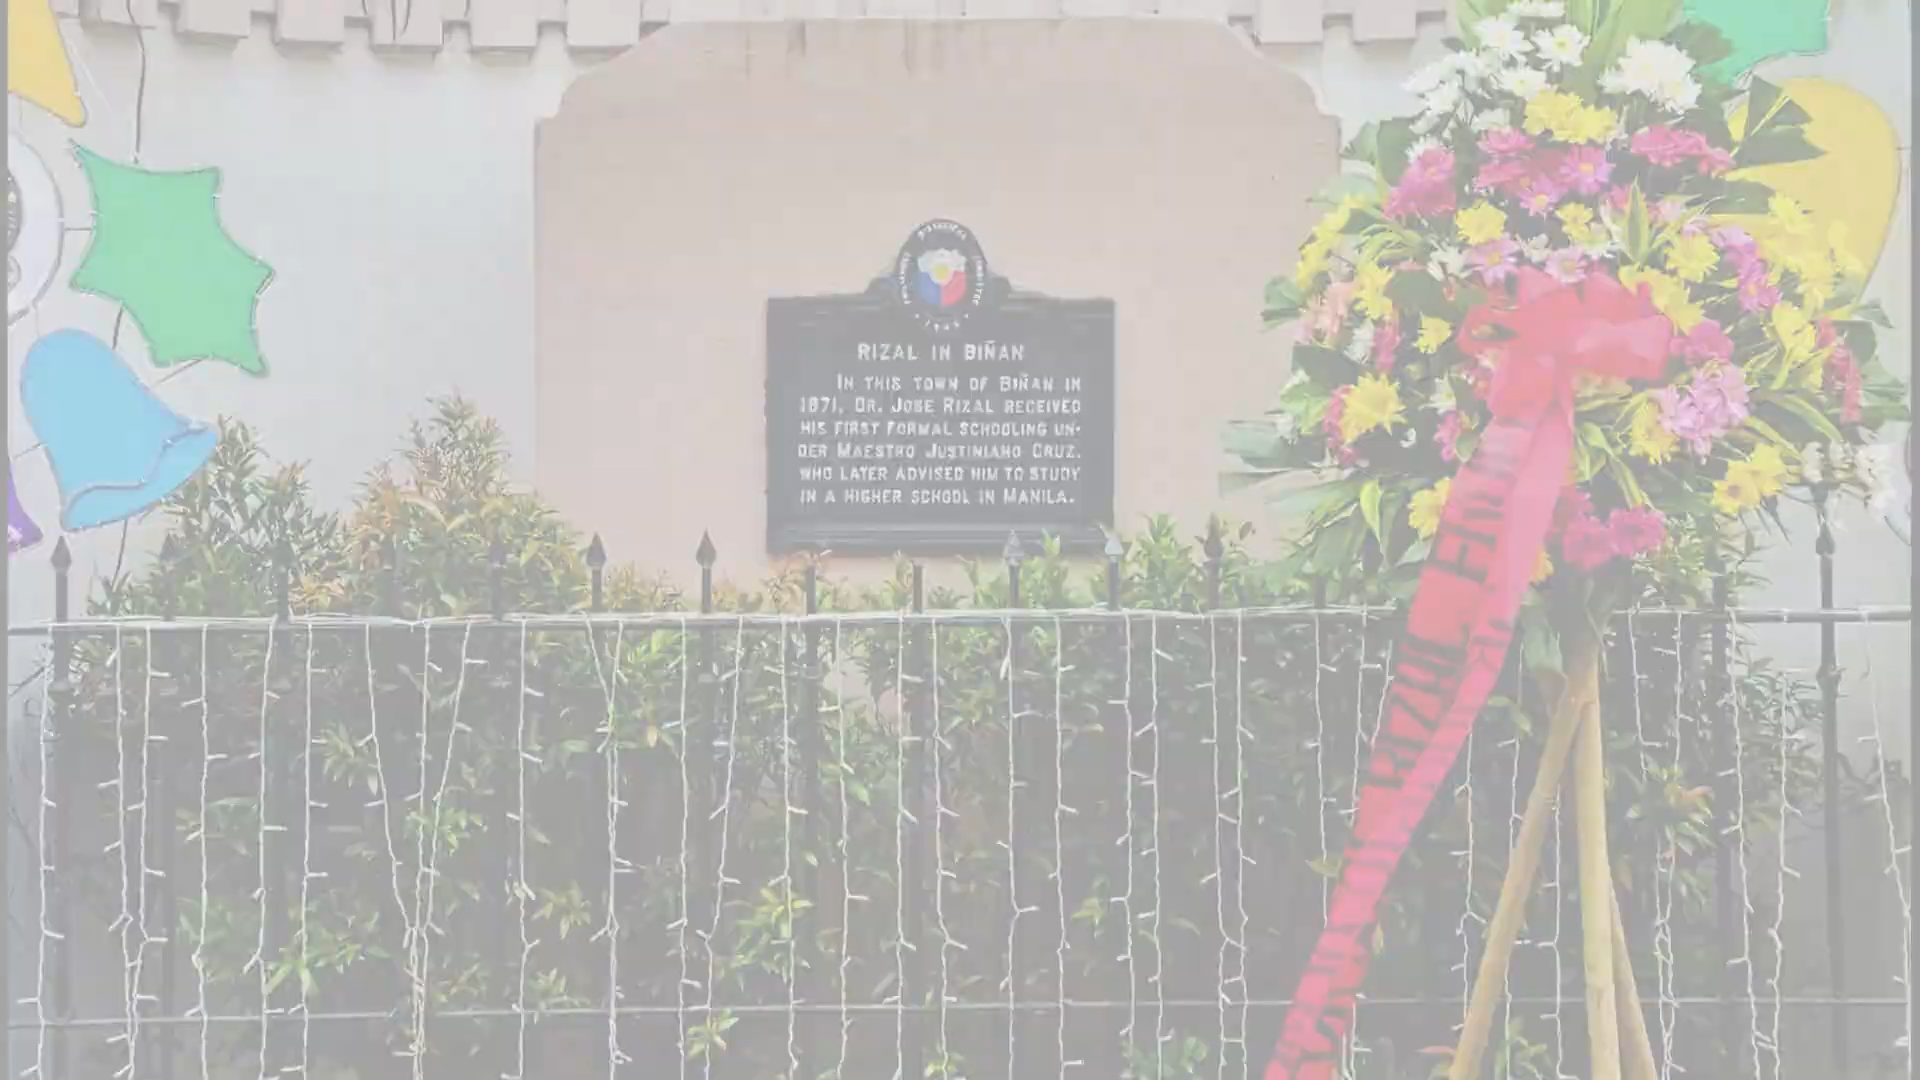 RIZAL IN BIÑAN
IN THIS TOWN OF BIÑAN IN
1871, DR. JOSE RIZAL RECEIVED
HIS FIRST FORMAL SCHOOLING UN-
DER MAESTRO JUSTINIANO CRUZ,
WHO LATER ADVISED HIM TO STUDY
IN A HIGHER SCHOOL IN MANILA.
RIZAL